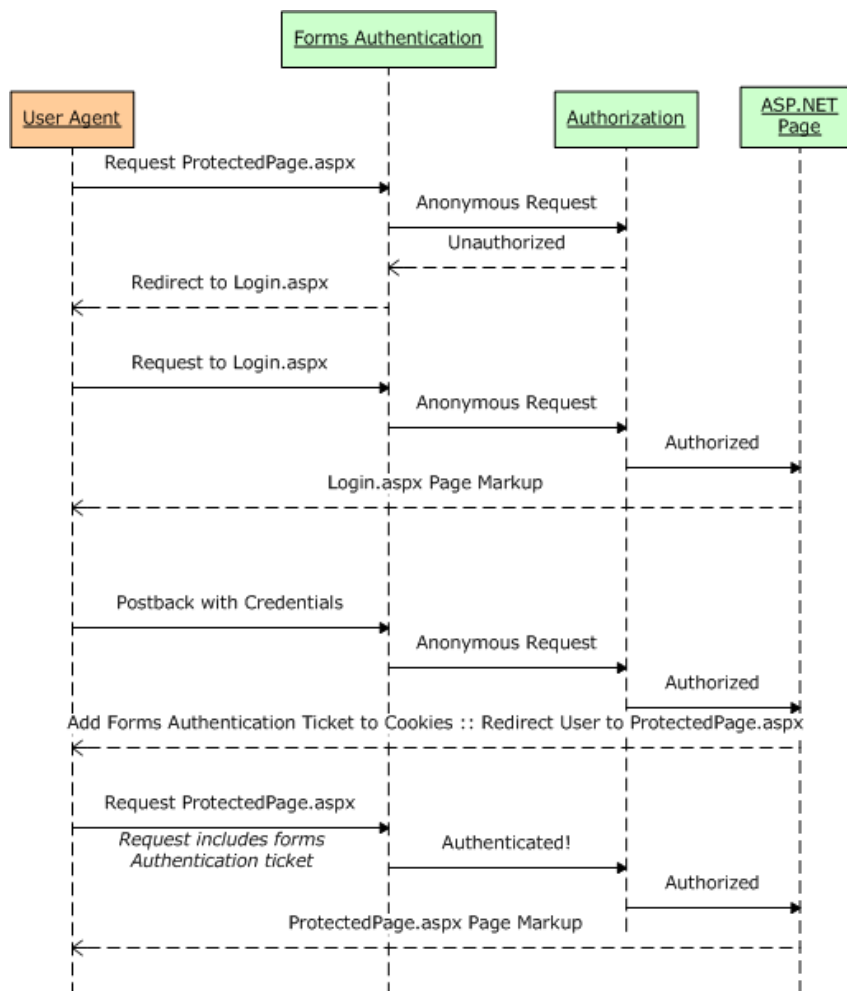 Forms Authentication
User Agent
Authorization
ASP.NET
Page
Request ProtectedPage.aspx
Anonymous Request
Unauthorized
Redirect to Login.aspx
Request to Login.aspx
Anonymous Request
Authorized
Login.aspx Page Markup
Postback with Credentials
Anonymous Request
Authorized
Add Forms Authentication Ticket to Cookies :: Redirect User to ProtectedPage.aspx
Request ProtectedPage.aspx
Request includes forms
Authentication ticket
Authenticated!
Authorized
ProtectedPage.aspx Page Markup